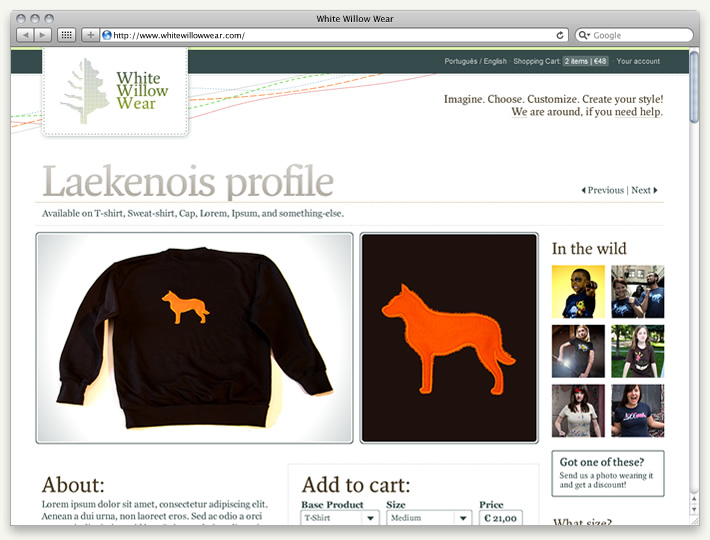 White Willow Wear
http://www.whitewillowwear.com/
Google
Português / English · Shopping Cart: 2 items | €48 · Your account
White
Willow
Wear
Imagine. Choose. Customize. Create your style!
We are around, if you need help.
Laekenois profile
Previous | Next
Available on T-shirt, Sweat-shirt, Cap, Lorem, Ipsum, and something-else.
In the wild
Got one of these?
Send us a photo wearing it
and get a discount!
About:
Lorem ipsum dolor sit amet, consectetur adipiscing elit.
Aenean a dui urna, non laoreet eros. Sed ac odio a orci
Add to cart:
Base Product Size Price
T-Shirt Medium € 21,00
What size?